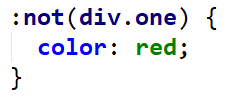 :not(div.one) {
  color: red;
}